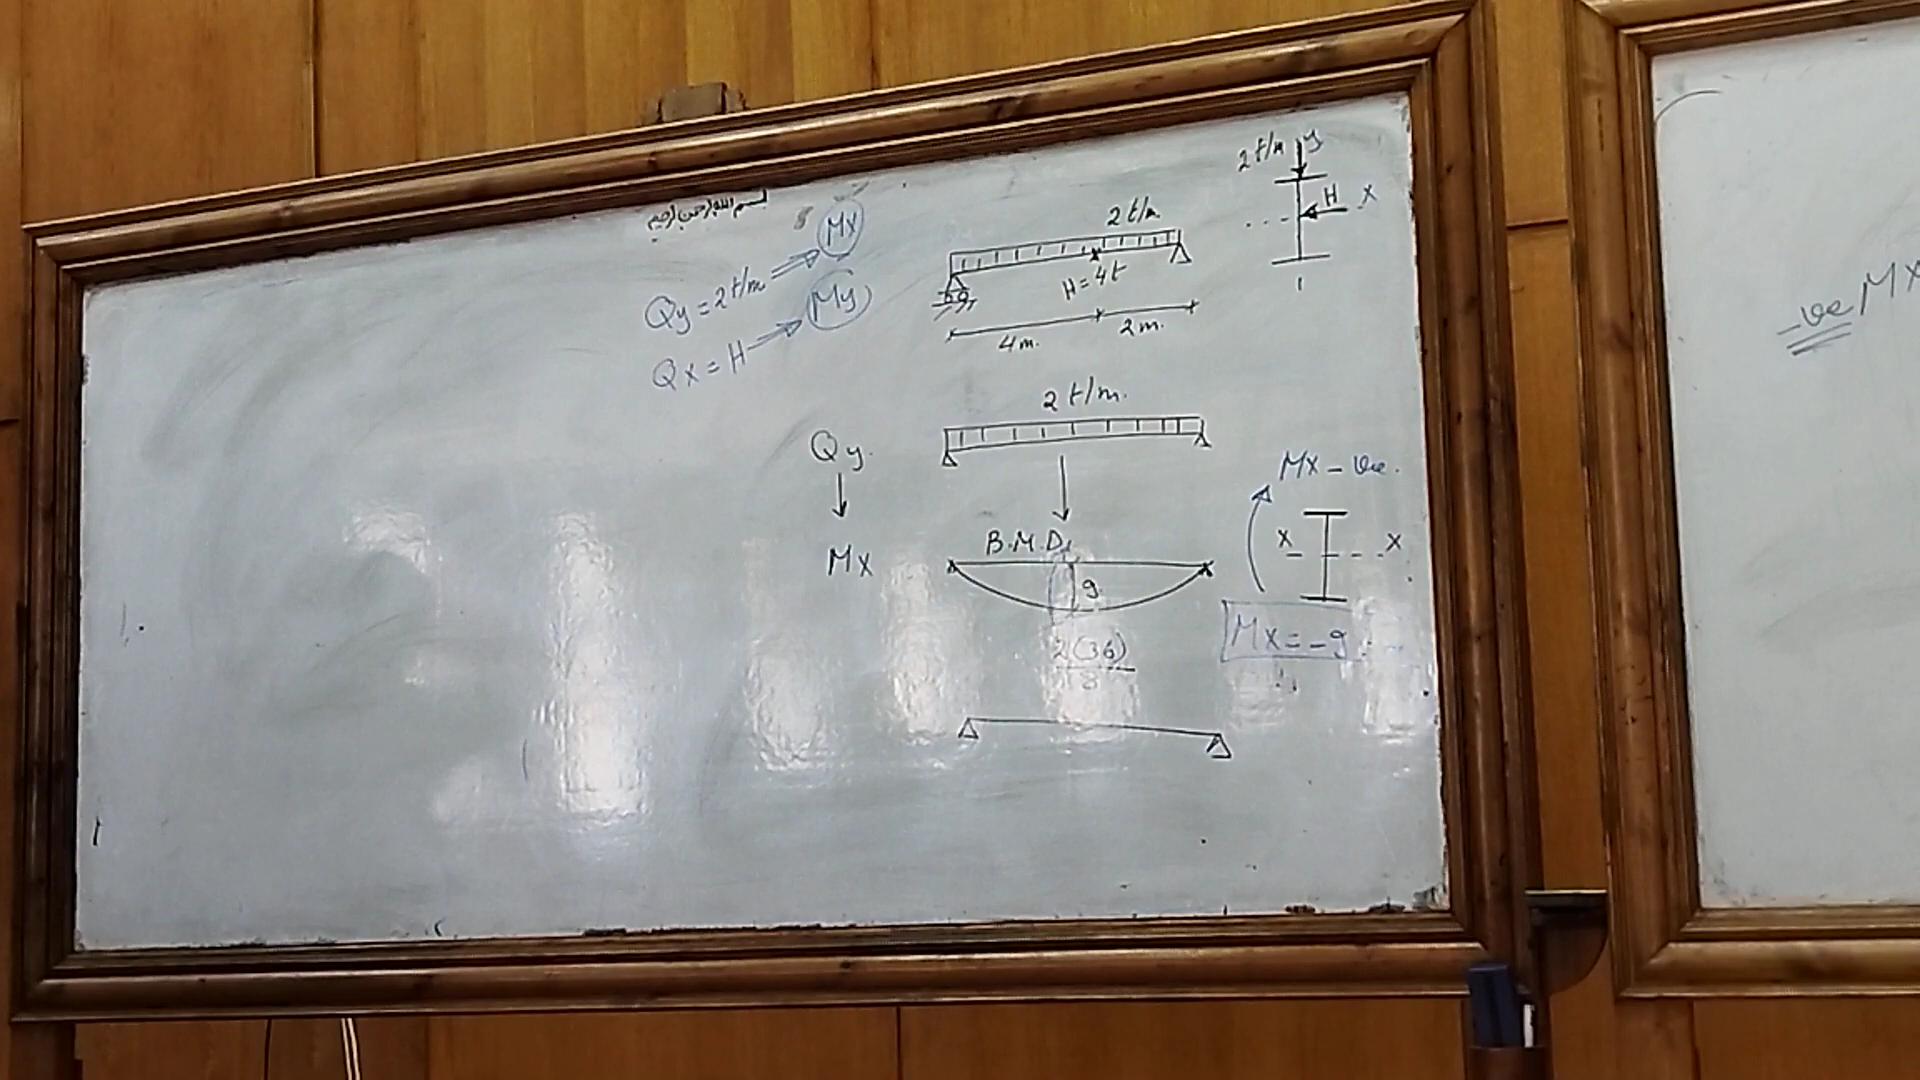 بسم الله الرحمن الرحيم
Qy = 2 t/m ⇒ Mx
Qx = H ⇒ My
2 t/m
H = 4t
4m.
2m.
2 t/m
y
H
X
Qy.
↓
Mx
2 t/m.
B.M.D
9
2(36)
8
Mx -ve.
X
X
Mx = -9
-ve Mx